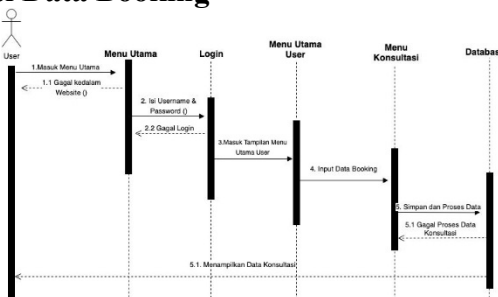 Data Booking
User
Menu Utama
Login
Menu Utama
User
Menu
Konsultasi
Databas
1.Masuk Menu Utama
1.1 Gagal kedalam
Website ()
2. Isi Username &
Password ()
2.2 Gagal Login
3.Masuk Tampilan Menu
Utama User
4. Input Data Booking
5. Simpan dan Proses Data
5.1 Gagal Proses Data
Konsultasi
5.1. Menampilkan Data Konsultasi